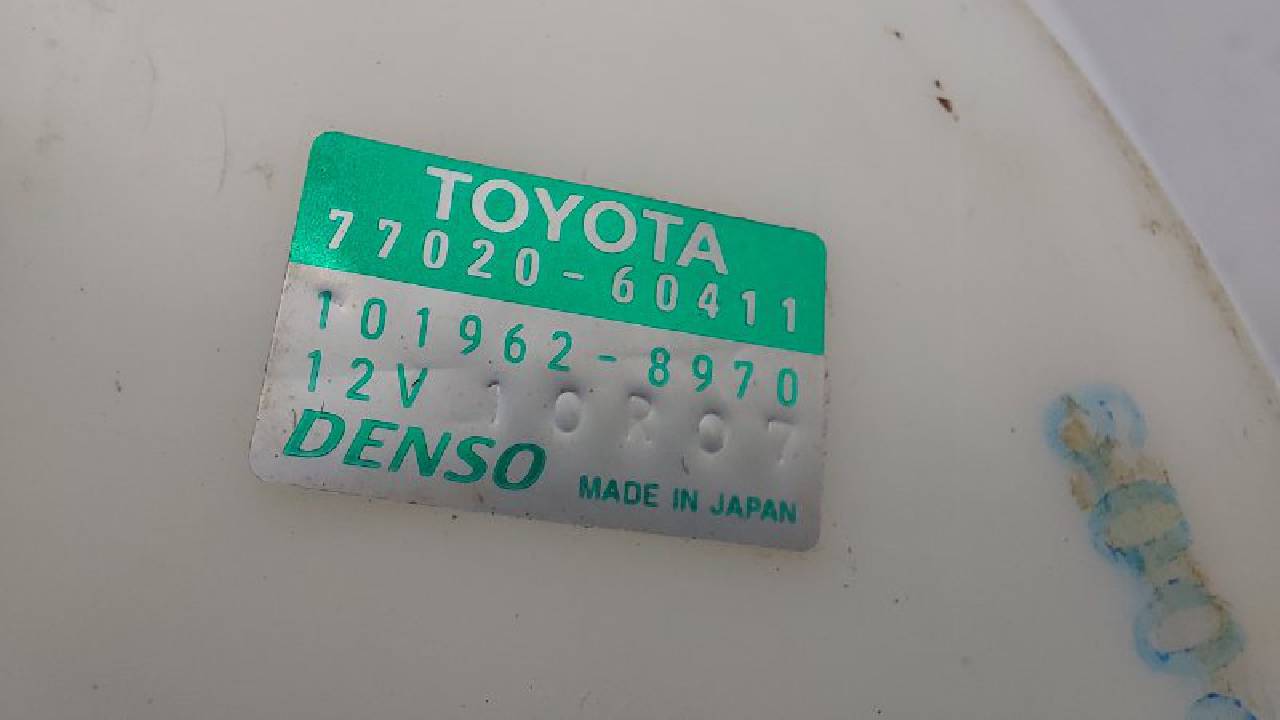 TOYOTA
77020-60411
101962-8970
12V 10R07
DENSO MADE IN JAPAN